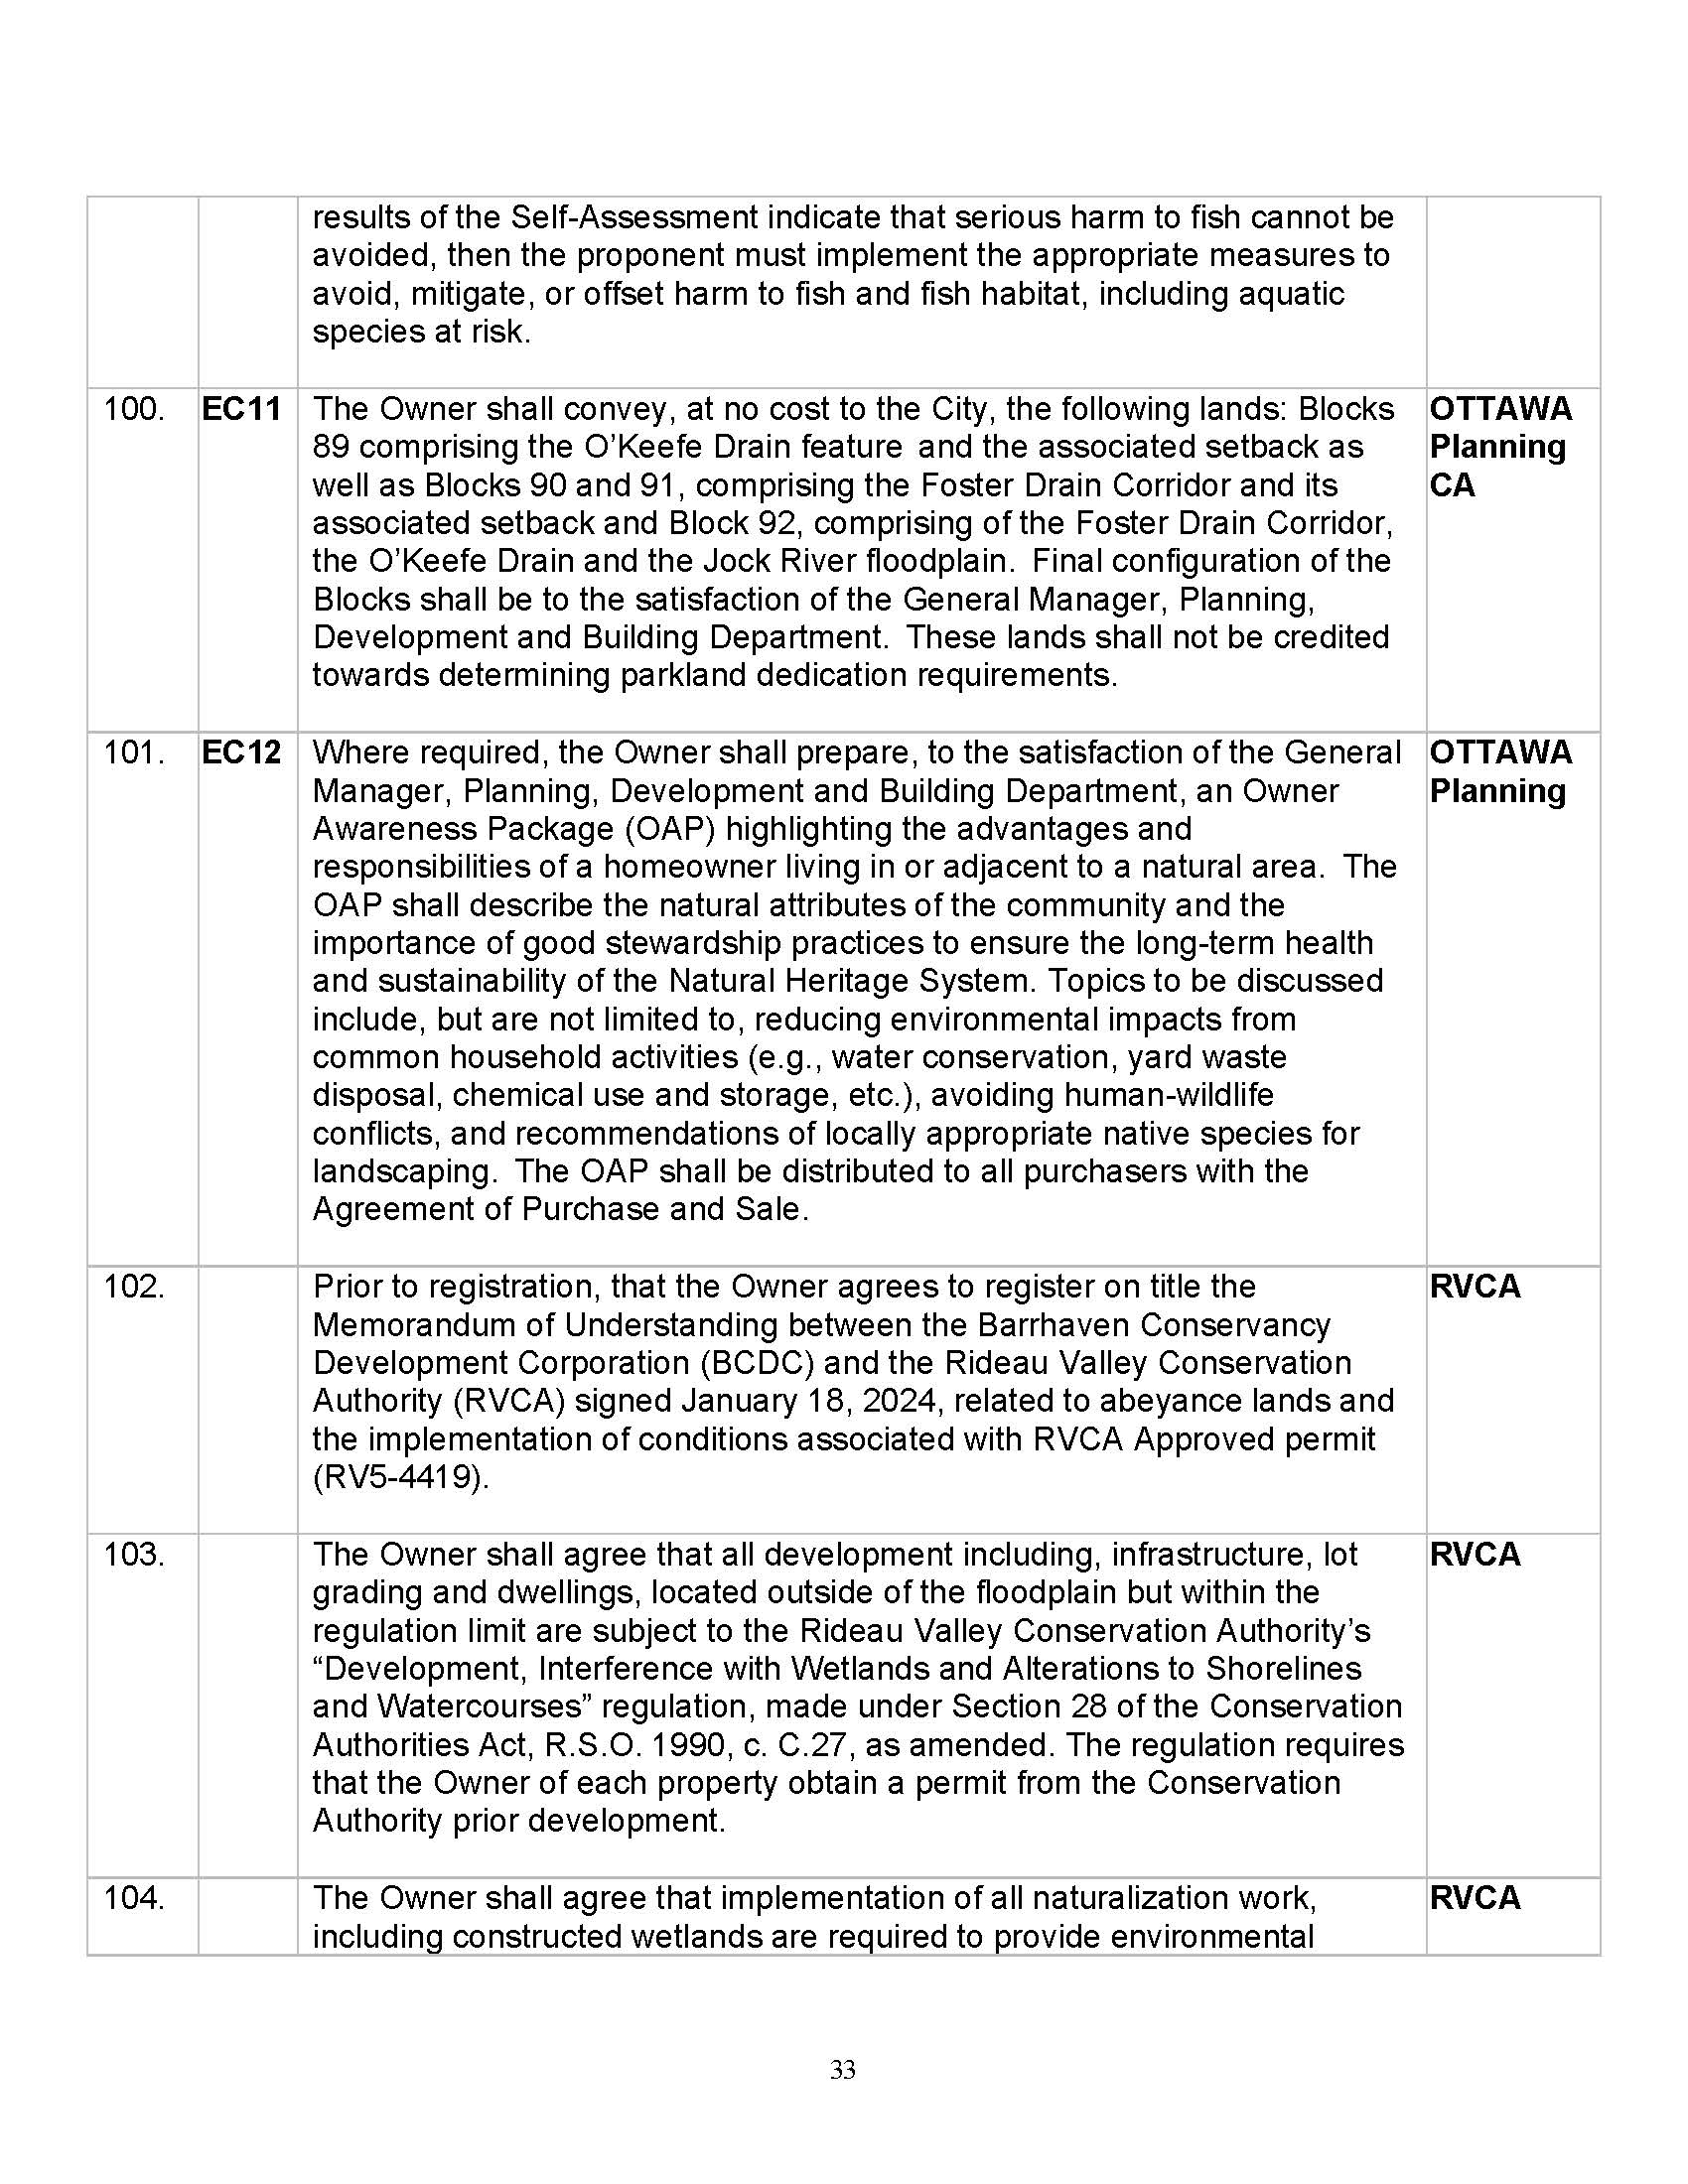 results of the Self-Assessment indicate that serious harm to fish cannot be
avoided, then the proponent must implement the appropriate measures to
avoid, mitigate, or offset harm to fish and fish habitat, including aquatic
species at risk.
100. EC11 The Owner shall convey, at no cost to the City, the following lands: Blocks OTTAWA
89 comprising the O’Keefe Drain feature and the associated setback as Planning
well as Blocks 90 and 91, comprising the Foster Drain Corridor and its CA
associated setback and Block 92, comprising of the Foster Drain Corridor,
the O’Keefe Drain and the Jock River floodplain. Final configuration of the
Blocks shall be to the satisfaction of the General Manager, Planning,
Development and Building Department. These lands shall not be credited
towards determining parkland dedication requirements.
101. EC12 Where required, the Owner shall prepare, to the satisfaction of the General OTTAWA
Manager, Planning, Development and Building Department, an Owner Planning
Awareness Package (OAP) highlighting the advantages and
responsibilities of a homeowner living in or adjacent to a natural area. The
OAP shall describe the natural attributes of the community and the
importance of good stewardship practices to ensure the long-term health
and sustainability of the Natural Heritage System. Topics to be discussed
include, but are not limited to, reducing environmental impacts from
common household activities (e.g., water conservation, yard waste
disposal, chemical use and storage, etc.), avoiding human-wildlife
conflicts, and recommendations of locally appropriate native species for
landscaping. The OAP shall be distributed to all purchasers with the
Agreement of Purchase and Sale.
102. Prior to registration, that the Owner agrees to register on title the RVCA
Memorandum of Understanding between the Barrhaven Conservancy
Development Corporation (BCDC) and the Rideau Valley Conservation
Authority (RVCA) signed January 18, 2024, related to abeyance lands and
the implementation of conditions associated with RVCA Approved permit
(RV5-4419).
103. The Owner shall agree that all development including, infrastructure, lot RVCA
grading and dwellings, located outside of the floodplain but within the
regulation limit are subject to the Rideau Valley Conservation Authority’s
“Development, Interference with Wetlands and Alterations to Shorelines
and Watercourses” regulation, made under Section 28 of the Conservation
Authorities Act, R.S.O. 1990, c. C.27, as amended. The regulation requires
that the Owner of each property obtain a permit from the Conservation
Authority prior development.
104. The Owner shall agree that implementation of all naturalization work, RVCA
including constructed wetlands are required to provide environmental
33